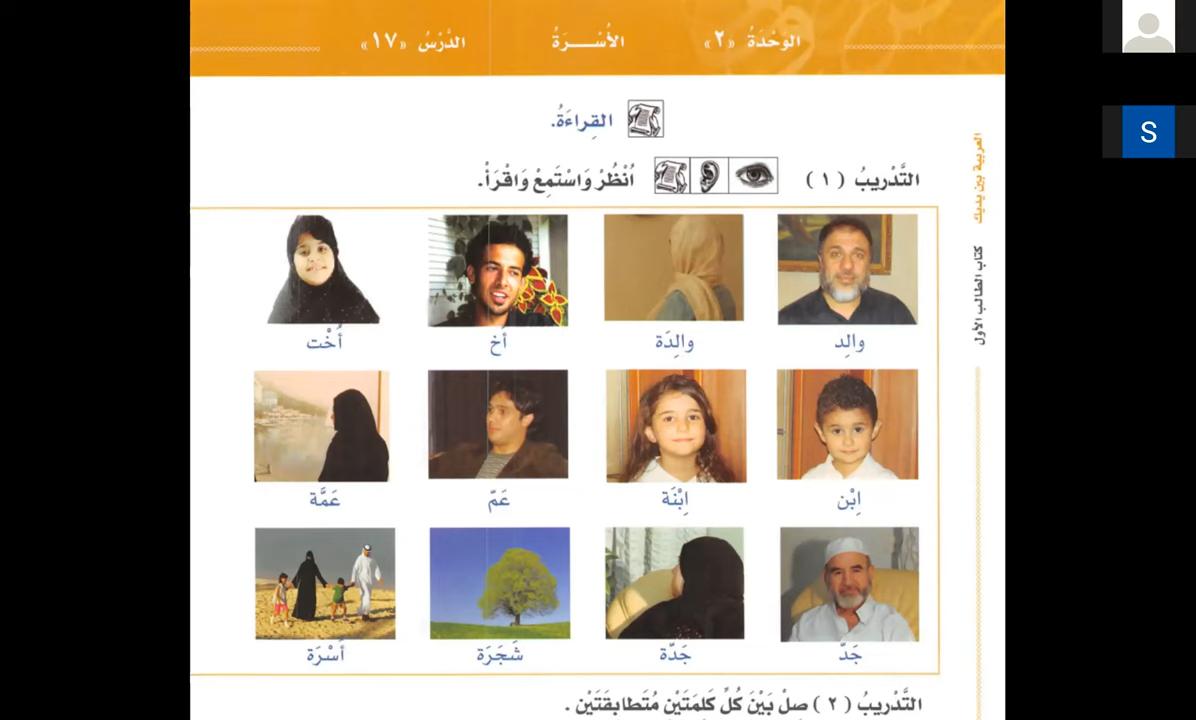 الوَحْدَةُ «٢» الأُسْـــرَةُ الدَّرْسُ «١٧»
القِراءَةُ.
التَّدْرِيبُ (١) اُنْظُرْ وَاسْتَمِعْ وَاقْرَأْ.
والِد والِدَة أخ أُخْت
اِبْن اِبْنَة عَمّ عَمَّة
جَدّ جَدّة شَجَرَة أُسْرَة
التَّدْرِيبُ (٢) صِلْ بَيْنَ كُلِّ كَلِمَتَيْنِ مُتَطابِقَتَيْنِ .
العربية بين يديك كتاب الطالب الأول
S